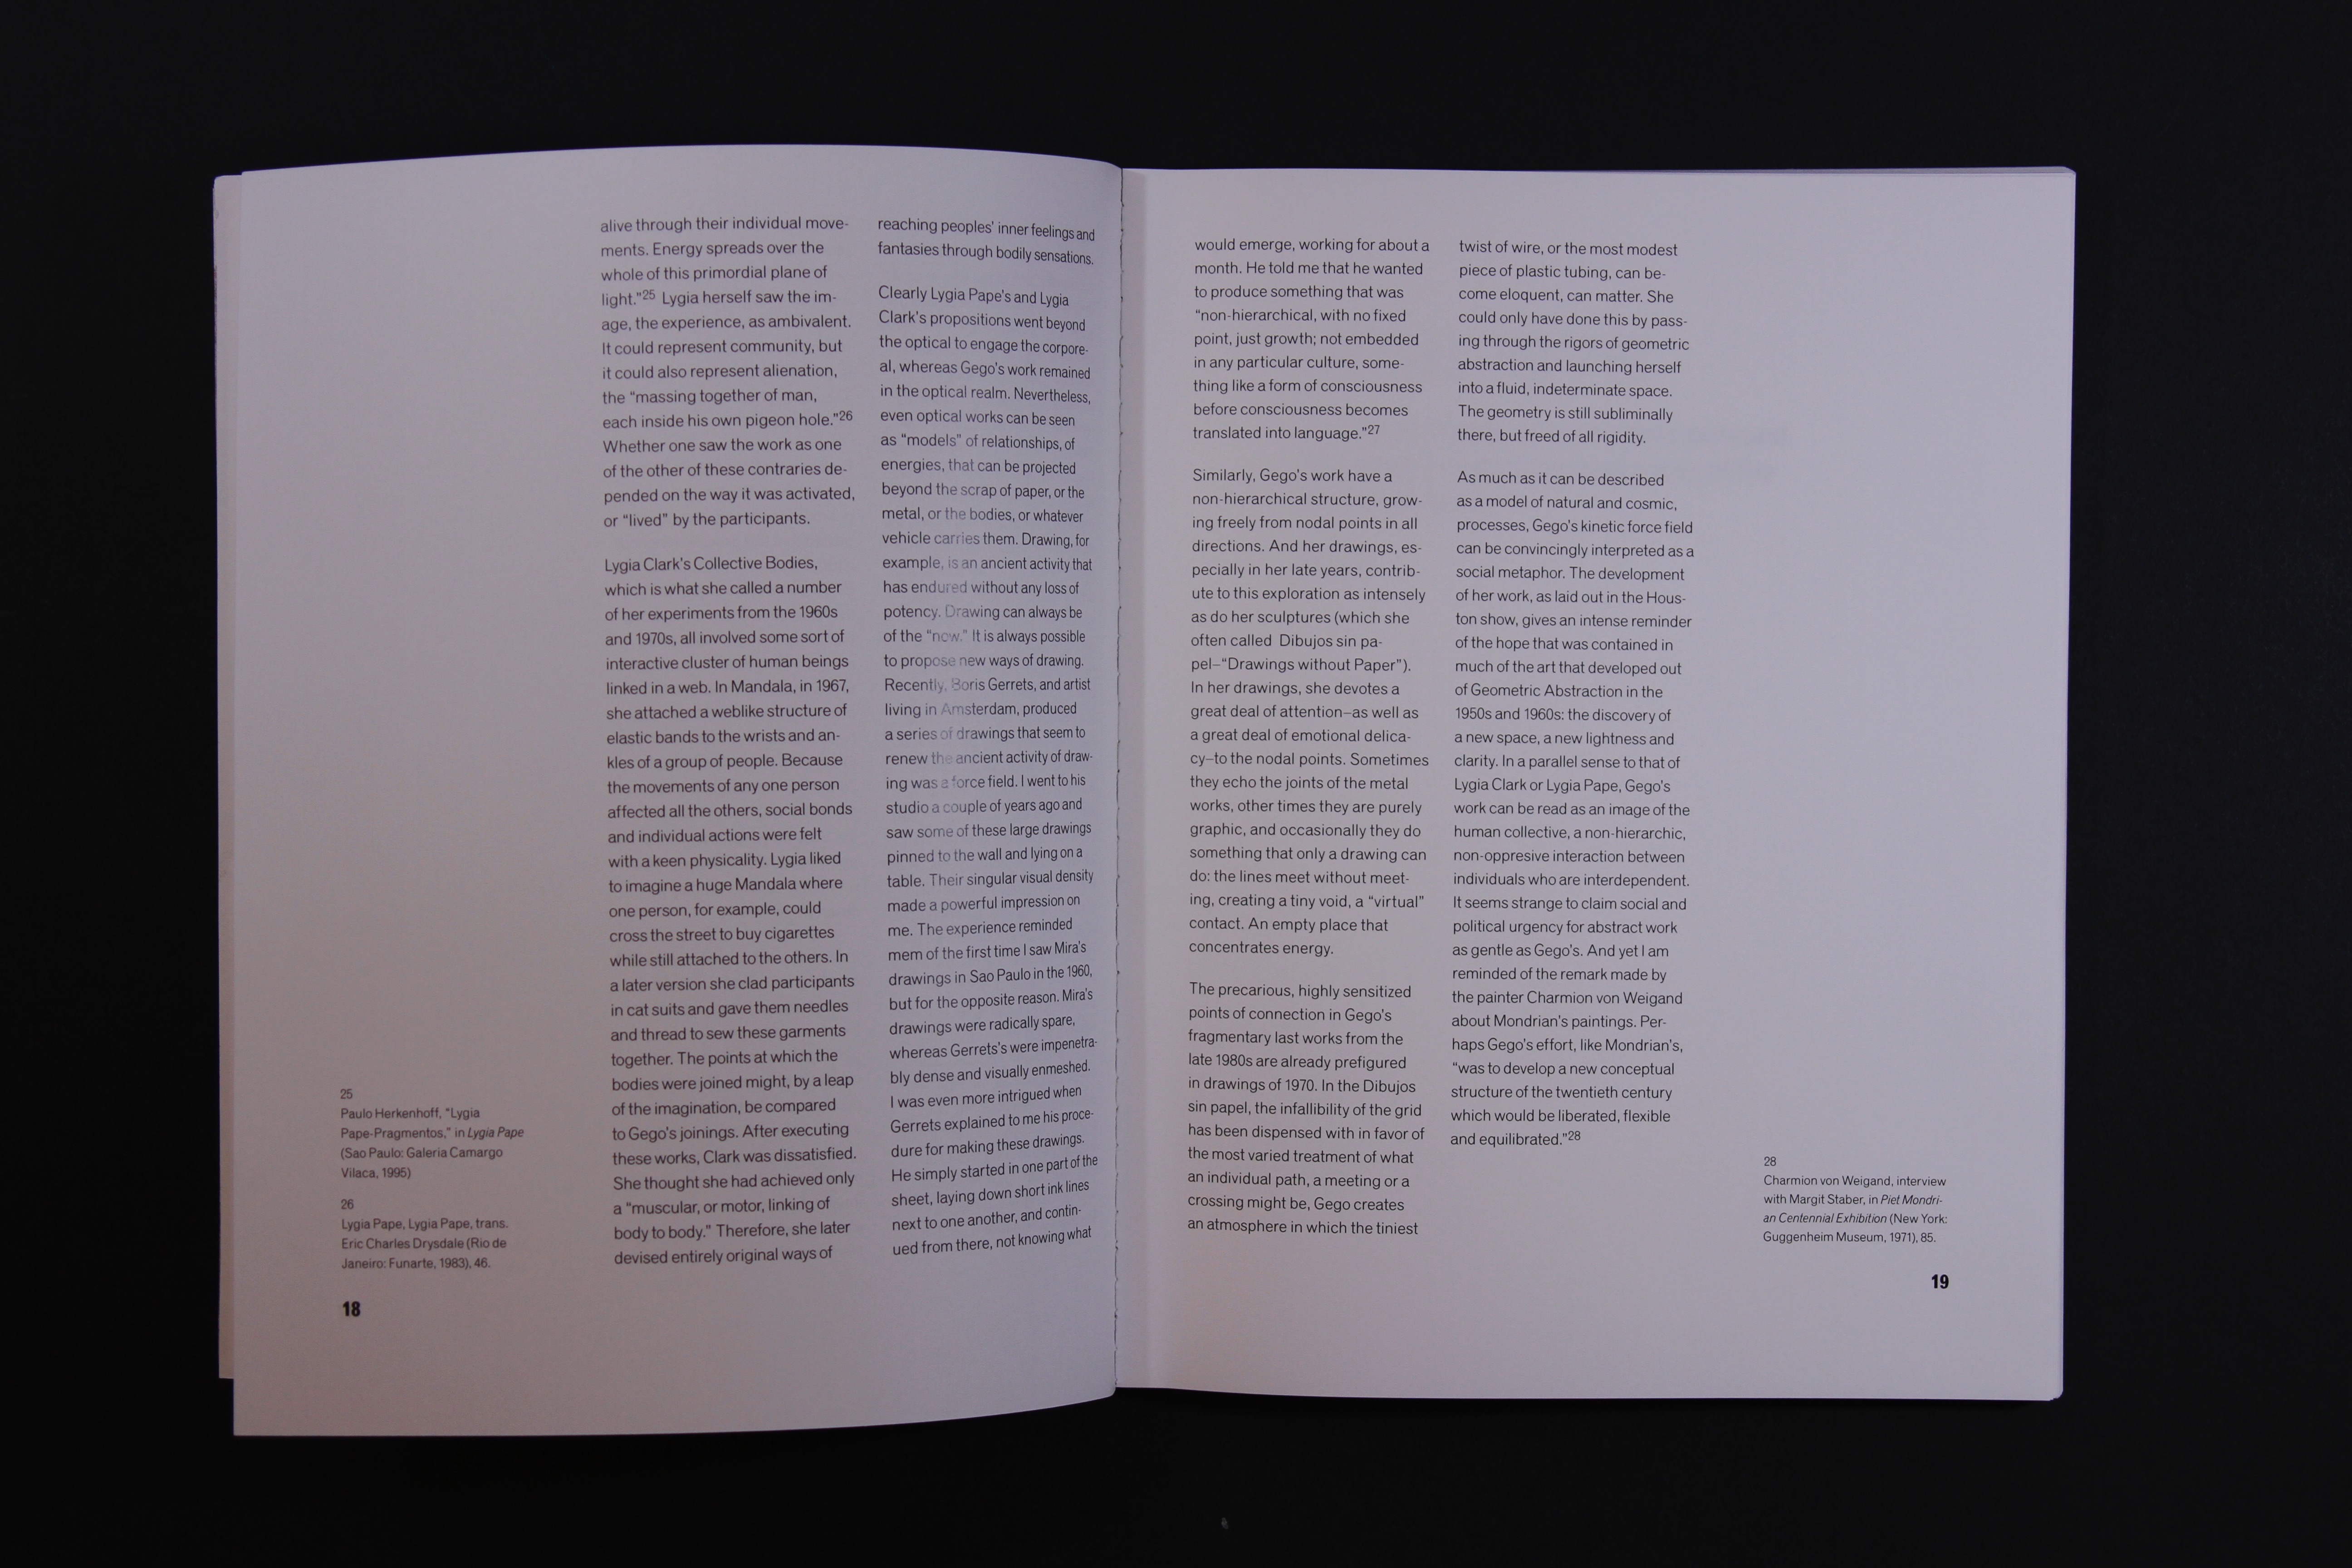 alive through their individual move-
ments. Energy spreads over the
whole of this primordial plane of
light."25 Lygia herself saw the im-
age, the experience, as ambivalent.
It could represent community, but
it could also represent alienation,
the "massing together of man,
each inside his own pigeon hole."26
Whether one saw the work as one
of the other of these contraries de-
pended on the way it was activated,
or "lived" by the participants.
Lygia Clark's Collective Bodies,
which is what she called a number
of her experiments from the 1960s
and 1970s, all involved some sort of
interactive cluster of human beings
linked in a web. In Mandala, in 1967,
she attached a weblike structure of
elastic bands to the wrists and an-
kles of a group of people. Because
the movements of any one person
affected all the others, social bonds
and individual actions were felt
with a keen physicality. Lygia liked
to imagine a huge Mandala where
one person, for example, could
cross the street to buy cigarettes
while still attached to the others. In
a later version she clad participants
in cat suits and gave them needles
and thread to sew these garments
together. The points at which the
bodies were joined might, by a leap
of the imagination, be compared
to Gego's joinings. After executing
these works, Clark was dissatisfied.
She thought she had achieved only
a "muscular, or motor, linking of
body to body." Therefore, she later
devised entirely original ways of
reaching peoples' inner feelings and
fantasies through bodily sensations.
Clearly Lygia Pape's and Lygia
Clark's propositions went beyond
the optical to engage the corpore-
al, whereas Gego's work remained
in the optical realm. Nevertheless,
even optical works can be seen
as "models" of relationships, of
energies, that can be projected
beyond the scrap of paper, or the
metal, or the bodies, or whatever
vehicle carries them. Drawing, for
example, is an ancient activity that
has endured without any loss of
potency. Drawing can always be
of the "now." It is always possible
to propose new ways of drawing.
Recently, Boris Gerrets, and artist
living in Amsterdam, produced
a series of drawings that seem to
renew the ancient activity of draw-
ing was a force field. I went to his
studio a couple of years ago and
saw some of these large drawings
pinned to the wall and lying on a
table. Their singular visual density
made a powerful impression on
me. The experience reminded
mem of the first time I saw Mira's
drawings in Sao Paulo in the 1960,
but for the opposite reason. Mira's
drawings were radically spare,
whereas Gerrets's were impenetra-
bly dense and visually enmeshed.
I was even more intrigued when
Gerrets explained to me his proce-
dure for making these drawings.
He simply started in one part of the
sheet, laying down short ink lines
next to one another, and contin-
ued from there, not knowing what
25
Paulo Herkenhoff, "Lygia
Pape-Pragmentos," in Lygia Pape
(Sao Paulo: Galeria Camargo
Vilaca, 1995)
26
Lygia Pape, Lygia Pape, trans.
Eric Charles Drysdale (Rio de
Janeiro: Funarte, 1983), 46.
18
would emerge, working for about a
month. He told me that he wanted
to produce something that was
"non-hierarchical, with no fixed
point, just growth; not embedded
in any particular culture, some-
thing like a form of consciousness
before consciousness becomes
translated into language."27
Similarly, Gego's work have a
non-hierarchical structure, grow-
ing freely from nodal points in all
directions. And her drawings, es-
pecially in her late years, contrib-
ute to this exploration as intensely
as do her sculptures (which she
often called Dibujos sin pa-
pel–"Drawings without Paper").
In her drawings, she devotes a
great deal of attention–as well as
a great deal of emotional delica-
cy–to the nodal points. Sometimes
they echo the joints of the metal
works, other times they are purely
graphic, and occasionally they do
something that only a drawing can
do: the lines meet without meet-
ing, creating a tiny void, a "virtual"
contact. An empty place that
concentrates energy.
The precarious, highly sensitized
points of connection in Gego's
fragmentary last works from the
late 1980s are already prefigured
in drawings of 1970. In the Dibujos
sin papel, the infallibility of the grid
has been dispensed with in favor of
the most varied treatment of what
an individual path, a meeting or a
crossing might be, Gego creates
an atmosphere in which the tiniest
twist of wire, or the most modest
piece of plastic tubing, can be-
come eloquent, can matter. She
could only have done this by pass-
ing through the rigors of geometric
abstraction and launching herself
into a fluid, indeterminate space.
The geometry is still subliminally
there, but freed of all rigidity.
As much as it can be described
as a model of natural and cosmic,
processes, Gego's kinetic force field
can be convincingly interpreted as a
social metaphor. The development
of her work, as laid out in the Hous-
ton show, gives an intense reminder
of the hope that was contained in
much of the art that developed out
of Geometric Abstraction in the
1950s and 1960s: the discovery of
a new space, a new lightness and
clarity. In a parallel sense to that of
Lygia Clark or Lygia Pape, Gego's
work can be read as an image of the
human collective, a non-hierarchic,
non-oppresive interaction between
individuals who are interdependent.
It seems strange to claim social and
political urgency for abstract work
as gentle as Gego's. And yet I am
reminded of the remark made by
the painter Charmion von Weigand
about Mondrian's paintings. Per-
haps Gego's effort, like Mondrian's,
"was to develop a new conceptual
structure of the twentieth century
which would be liberated, flexible
and equilibrated."28
28
Charmion von Weigand, interview
with Margit Staber, in Piet Mondri-
an Centennial Exhibition (New York:
Guggenheim Museum, 1971), 85.
19